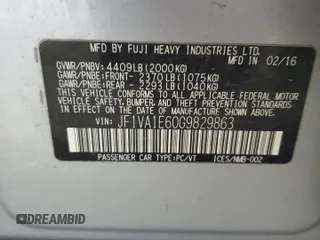 MFD. BY FUJI HEAVY INDUSTRIES LTD.
GVWR/PNBV: 4409LB(2000KG) 02/16
GAWR/PNBE:FRONT- 2370LB(1075KG)
GAWR/PNBE:REAR - 2293LB(1040KG)
THIS VEHICLE CONFORMS TO ALL APPLICABLE FEDERAL MOTOR VEHICLE SAFETY, BUMPER, AND THEFT PREVENTION STANDARDS IN EFFECT ON THE DATE OF MANUFACTURE SHOWN ABOVE.
VIN: JF1VA1E60G9829863
PASSENGER CAR TYPE:PC/VT ICES/NMB-002
DREAMBID